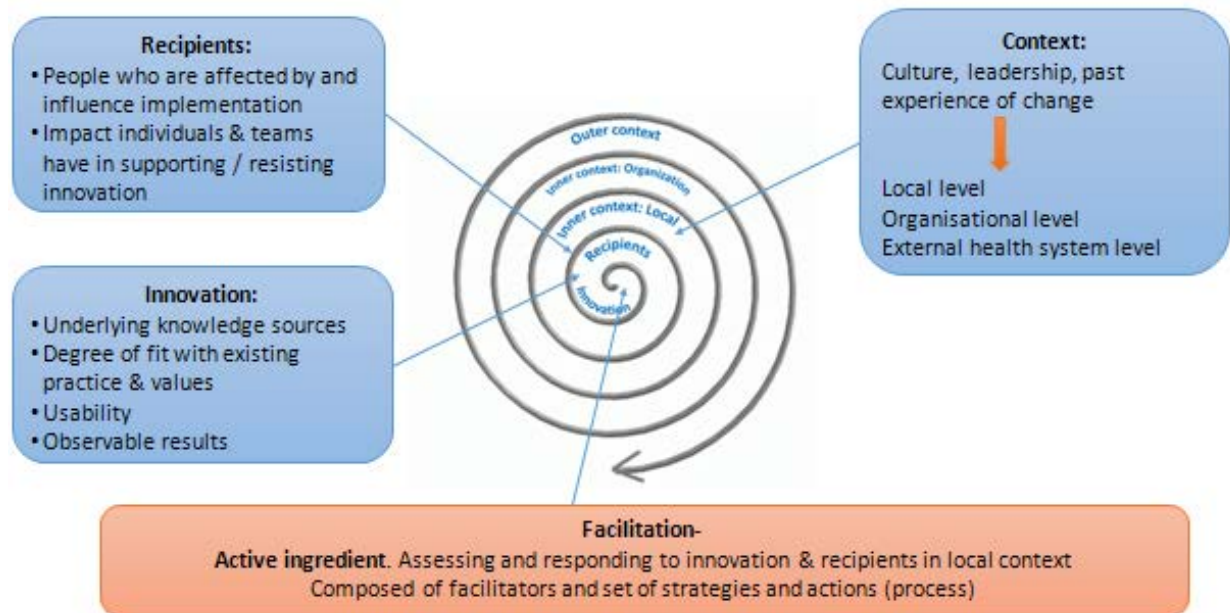 Recipients:
• People who are affected by and
influence implementation
• Impact individuals & teams
have in supporting / resisting
innovation
Innovation:
• Underlying knowledge sources
• Degree of fit with existing
practice & values
• Usability
• Observable results
Outer context
Inner context: Organization
Inner context: Local
Recipients
Innovation
Context:
Culture, leadership, past
experience of change
Local level
Organisational level
External health system level
Facilitation-
Active ingredient. Assessing and responding to innovation & recipients in local context
Composed of facilitators and set of strategies and actions (process)